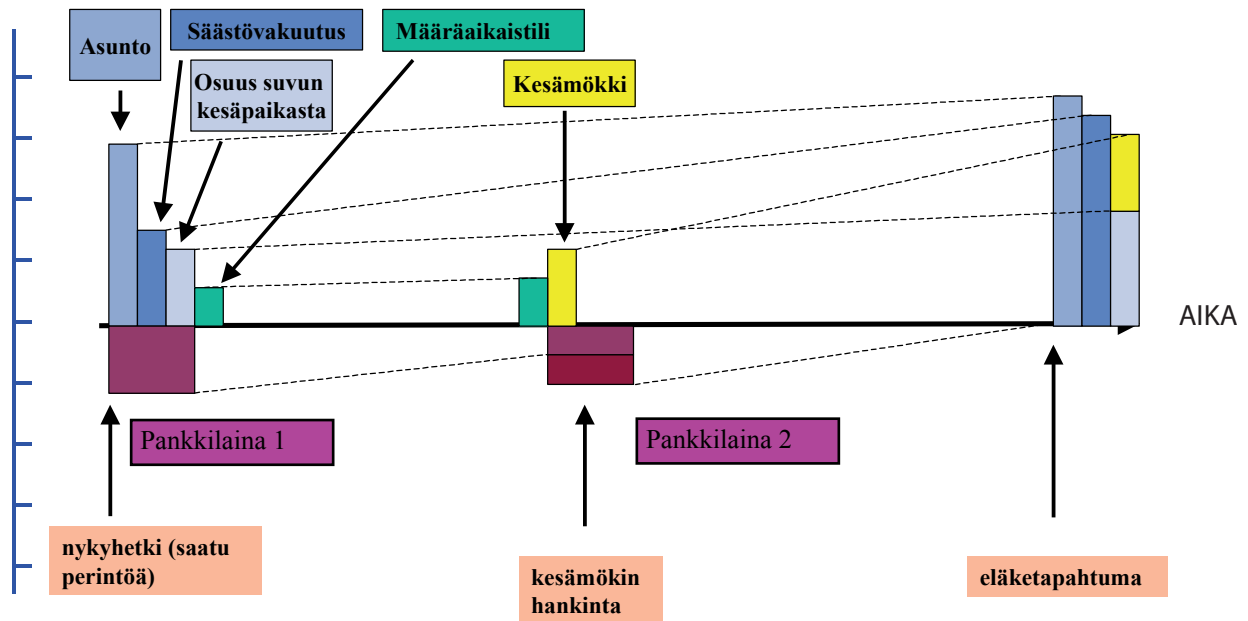 Asunto
Säästövakuutus
Määräaikaistili
Osuus suvun
kesäpaikasta
Kesämökki
AIKA
Pankkilaina 1
Pankkilaina 2
nykyhetki (saatu
perintöä)
kesämökin
hankinta
eläketapahtuma